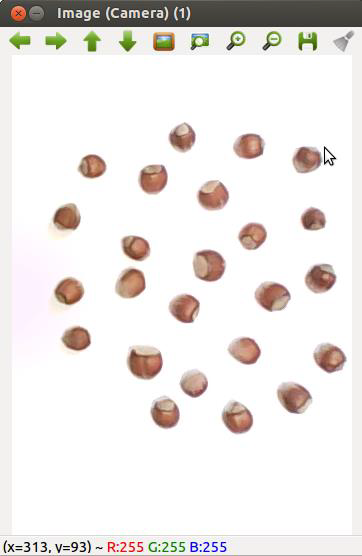 Image (Camera) (1)
(x=313, y=93) ~ R:255 G:255 B:255